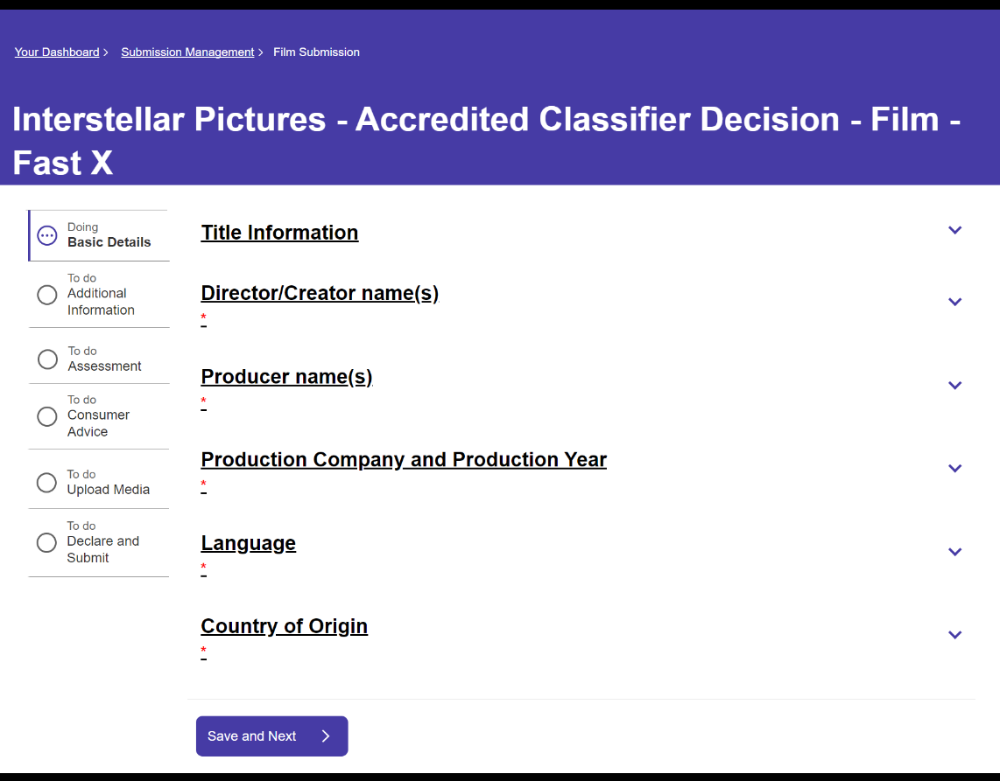 Your Dashboard > Submission Management > Film Submission
Interstellar Pictures - Accredited Classifier Decision - Film -
Fast X
Doing
Basic Details
To do
Additional
Information
To do
Assessment
To do
Consumer
Advice
To do
Upload Media
To do
Declare and
Submit
Title Information
Director/Creator name(s)
*
Producer name(s)
*
Production Company and Production Year
*
Language
*
Country of Origin
*
Save and Next